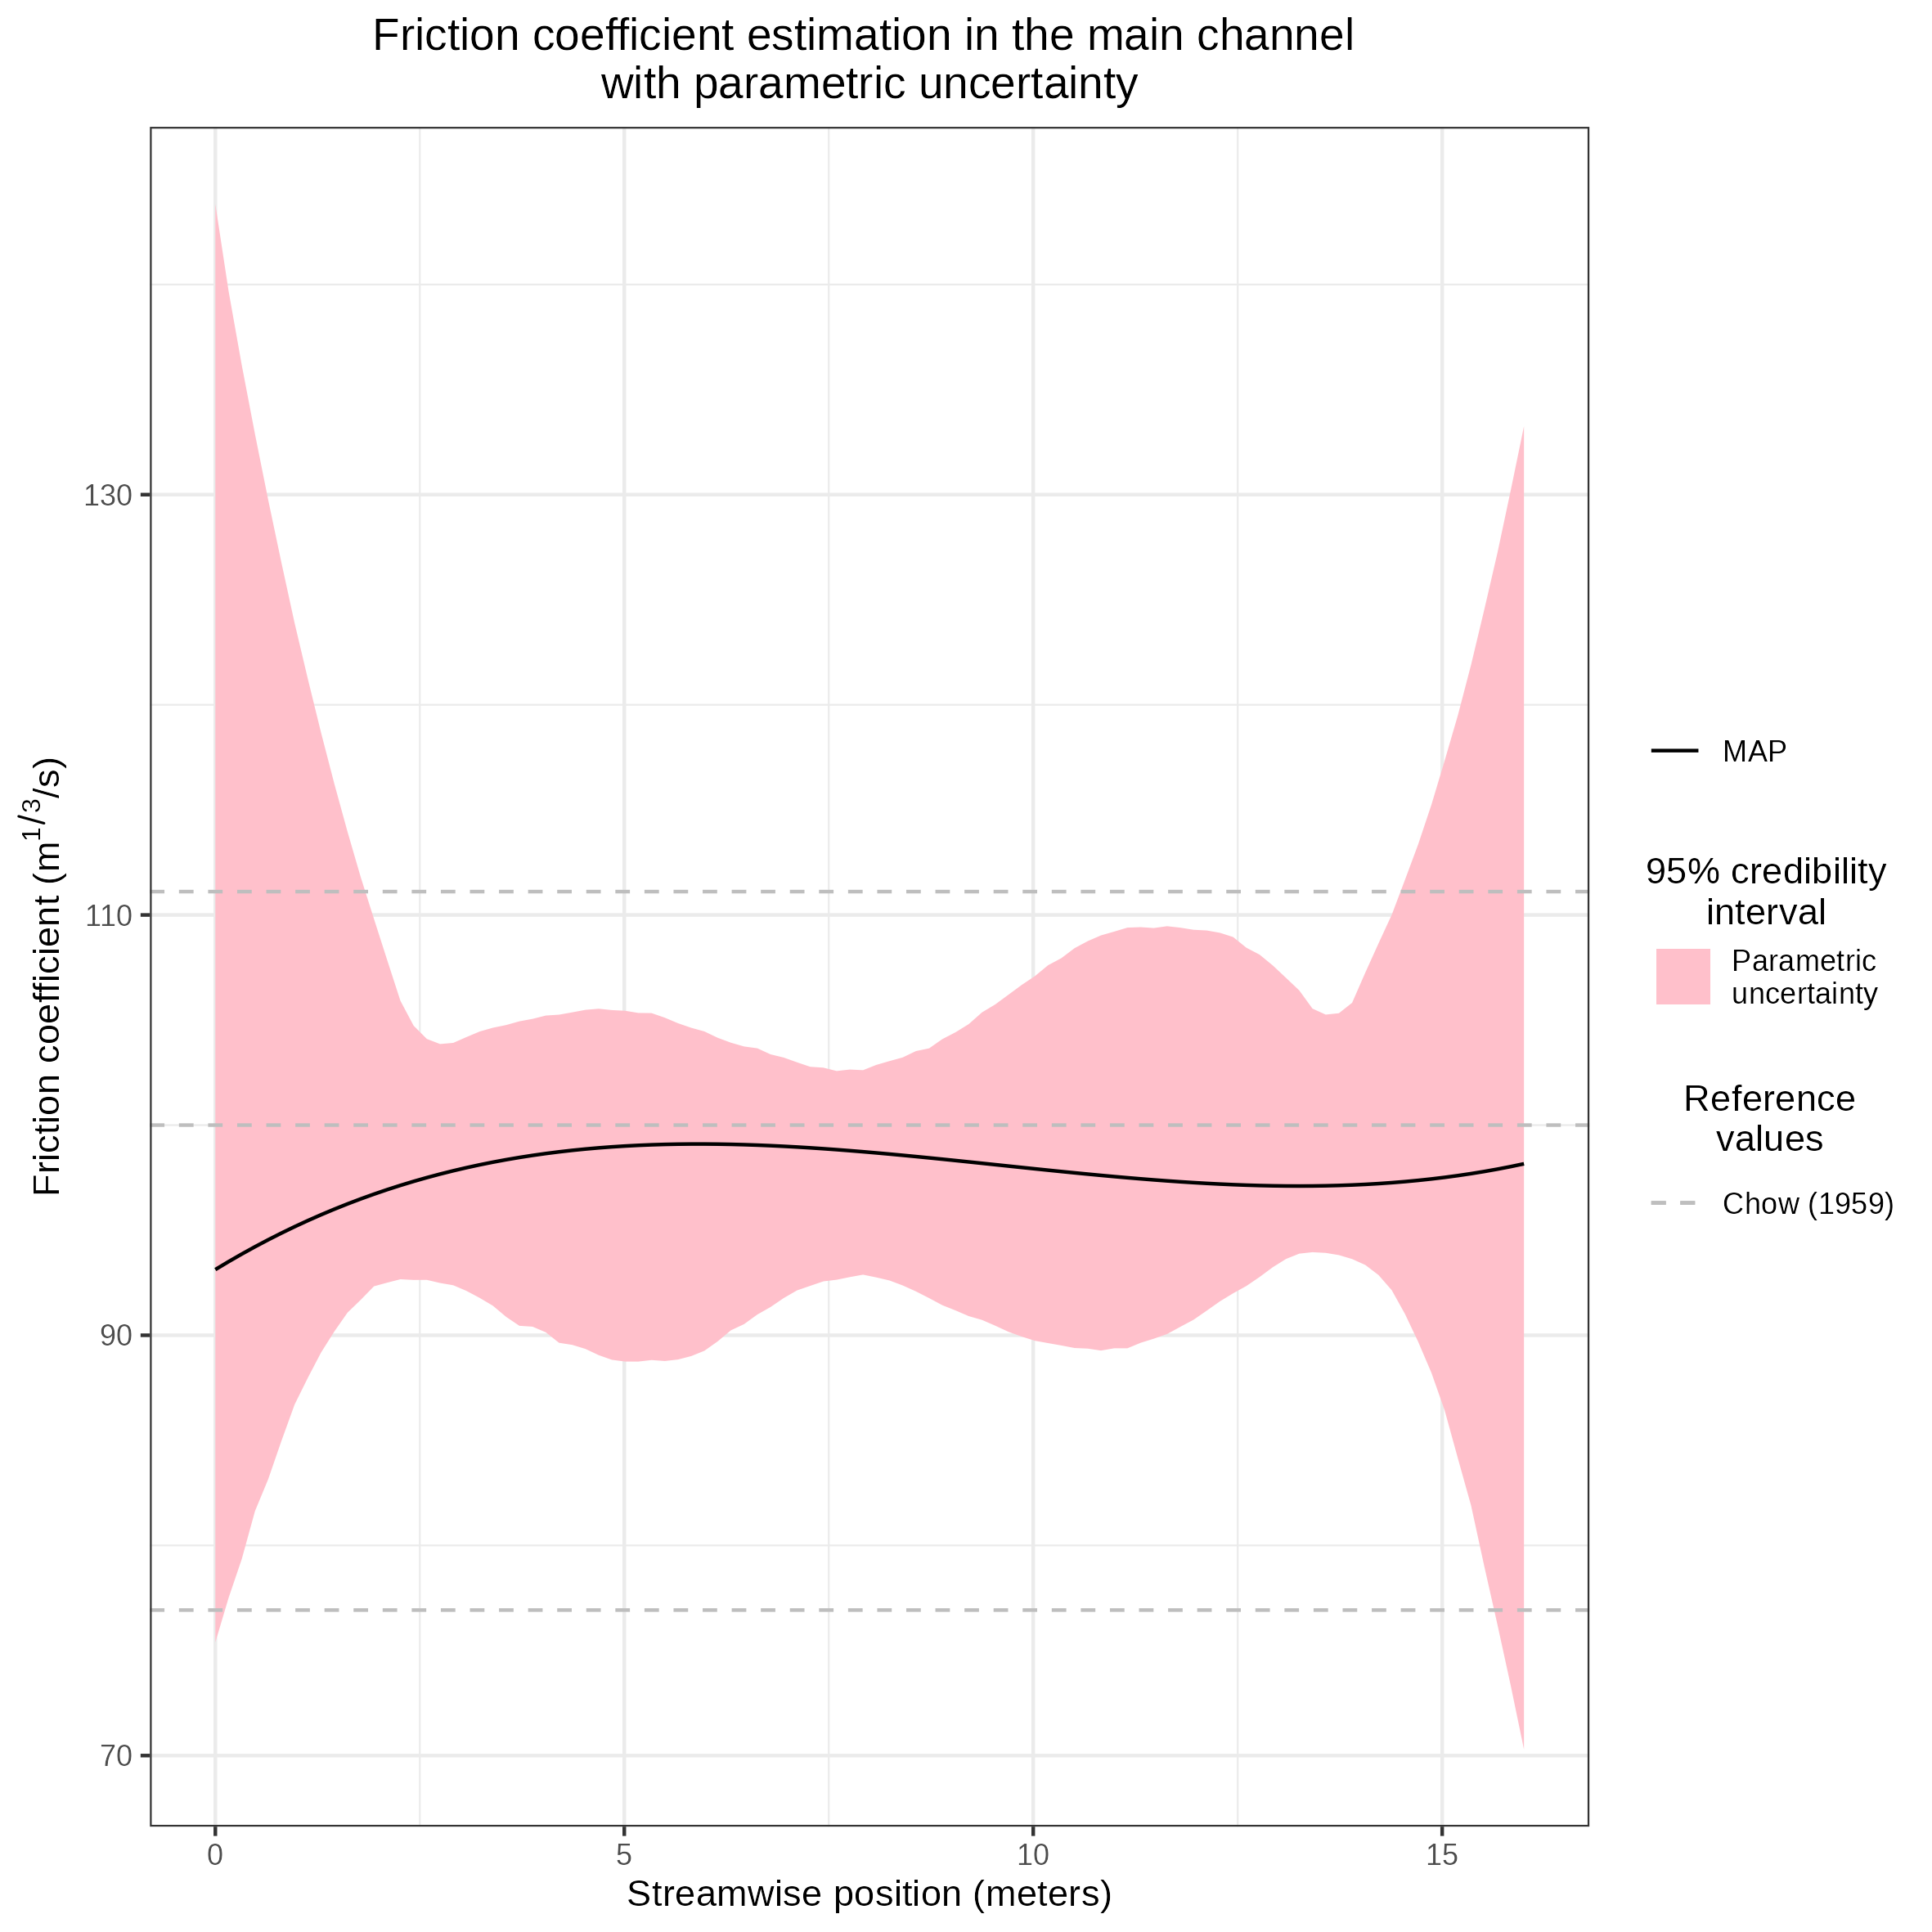 Friction coefficient estimation in the main channel
with parametric uncertainty
Friction coefficient (m^1/3/s)
130
110
90
70
0
5
10
15
Streamwise position (meters)
MAP
95% credibility
interval
Parametric
uncertainty
Reference
values
Chow (1959)